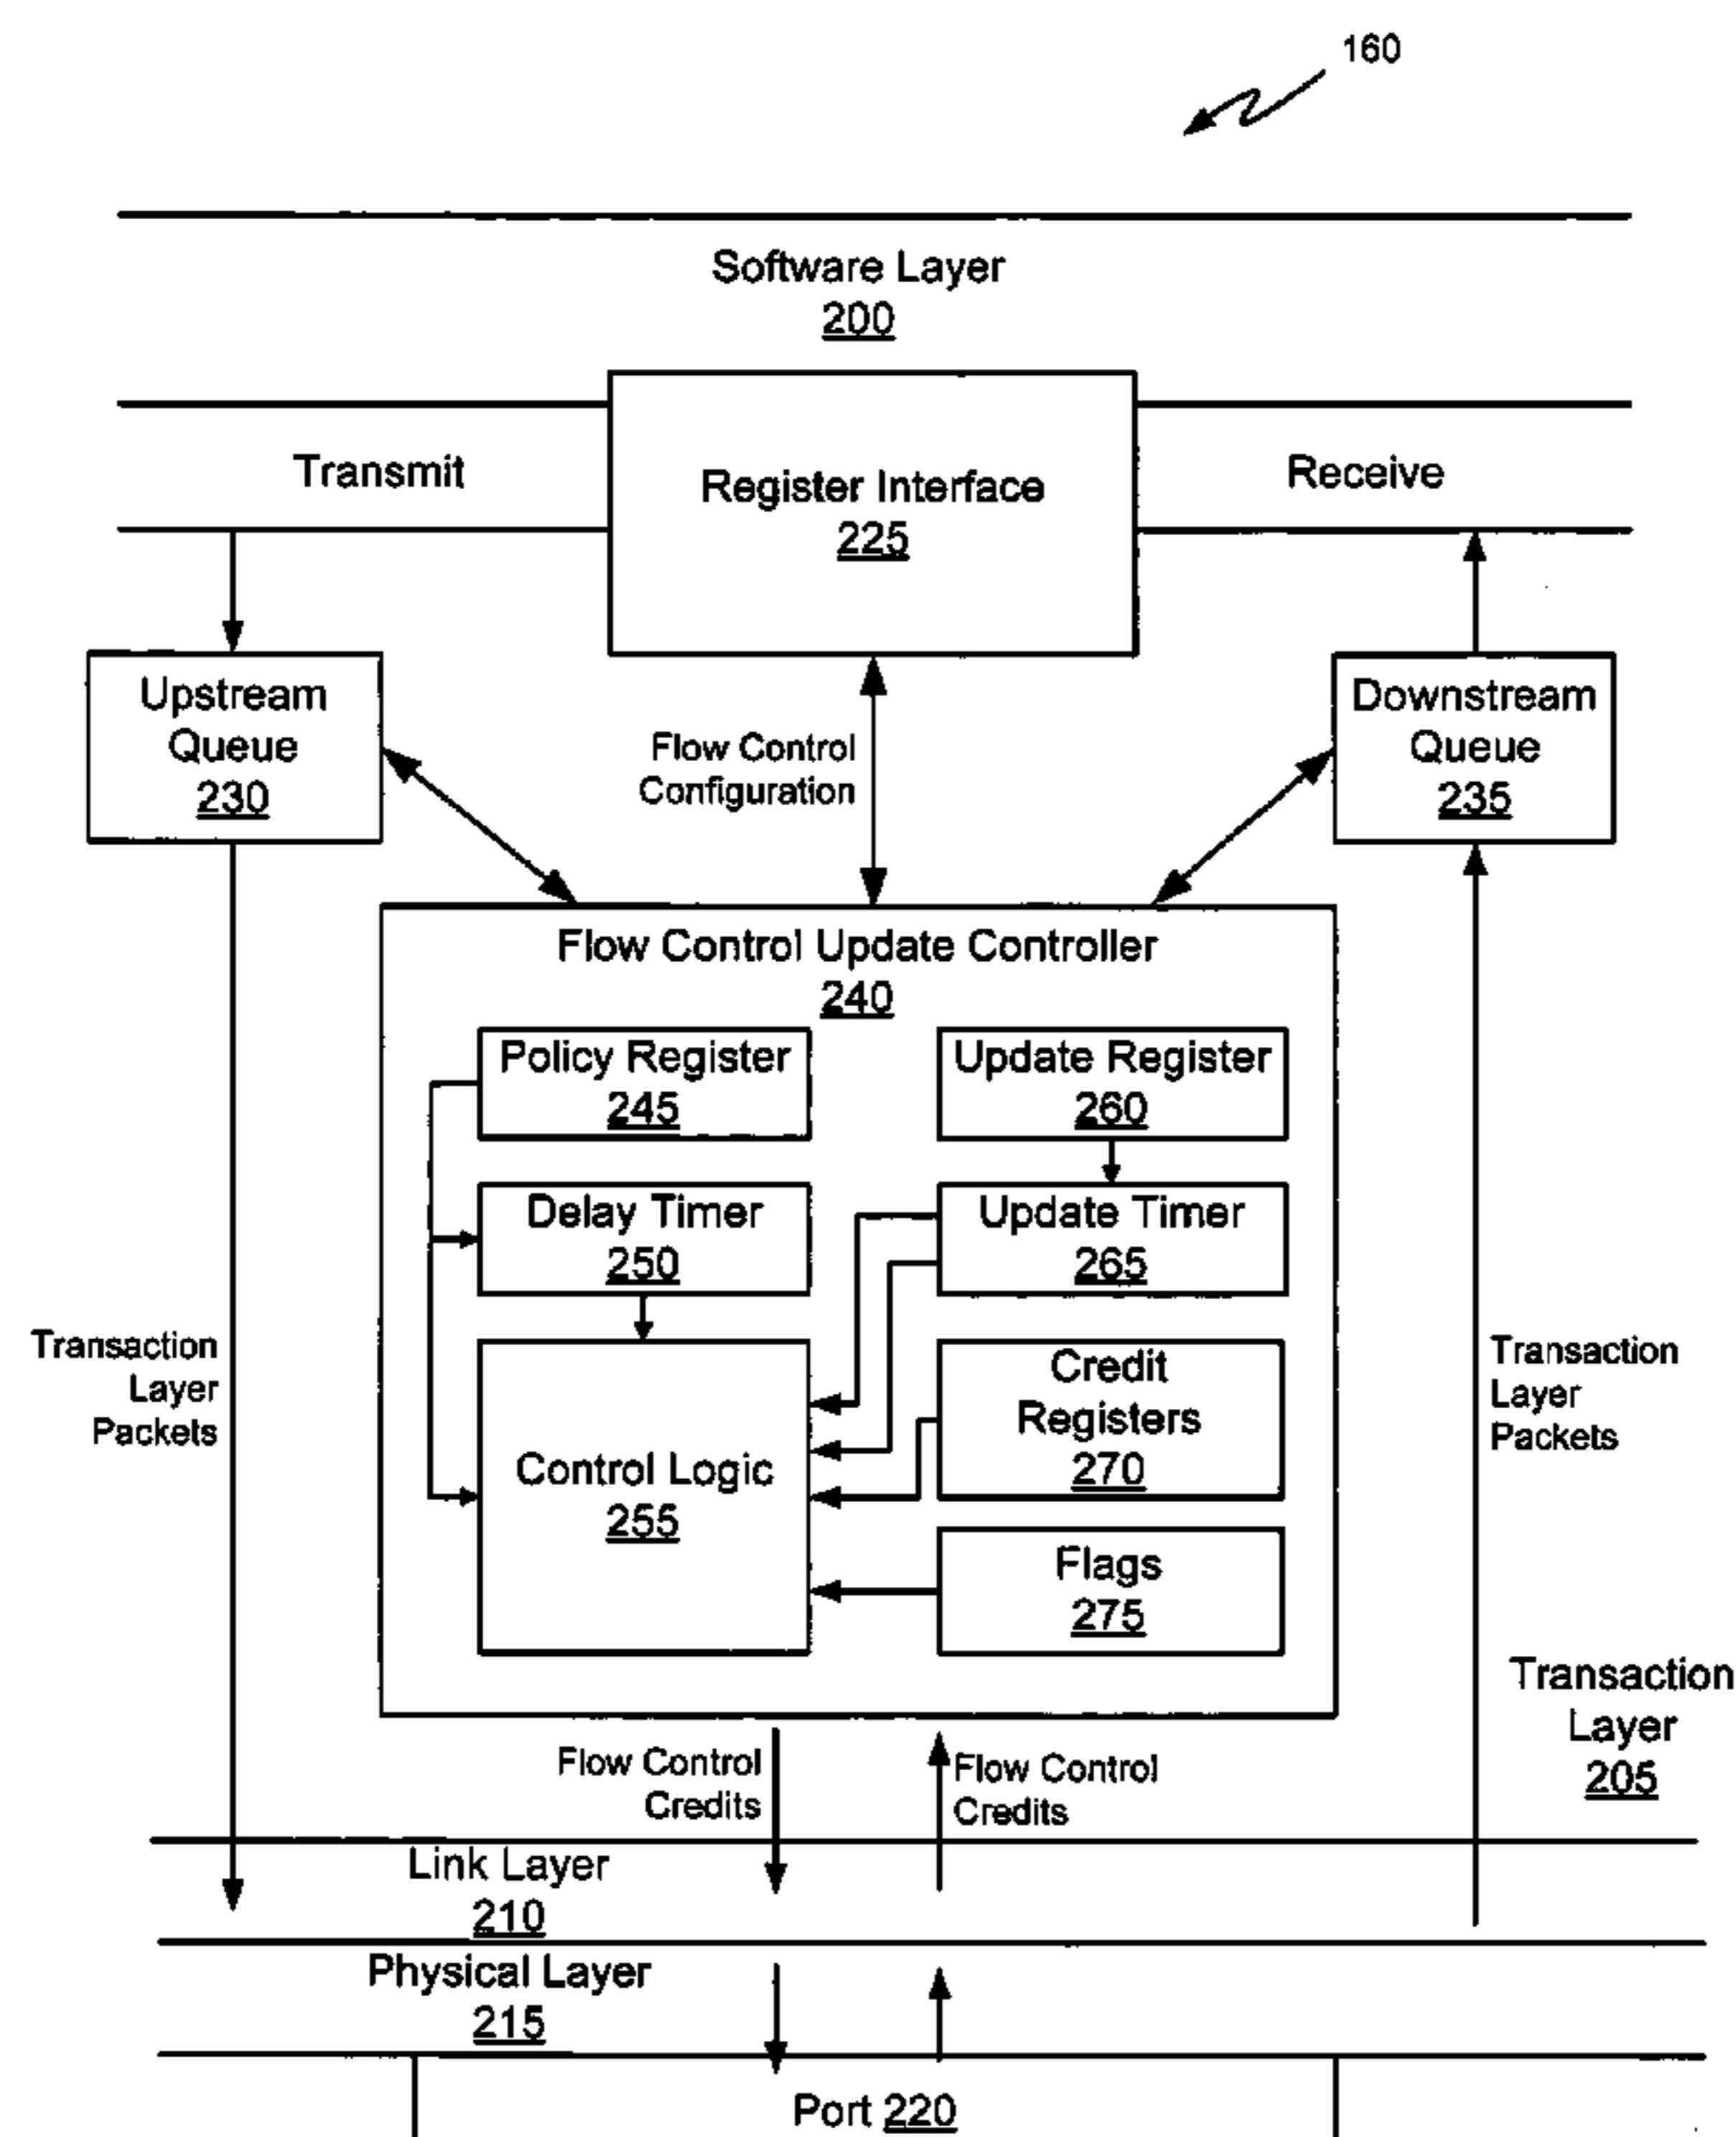 160
Software Layer
200
Transmit
Register Interface
225
Receive
Upstream
Queue
230
Flow Control
Configuration
Downstream
Queue
235
Flow Control Update Controller
240
Policy Register
245
Update Register
260
Delay Timer
250
Update Timer
265
Transaction
Layer
Packets
Control Logic
255
Credit
Registers
270
Flags
275
Transaction
Layer
Packets
Transaction
Layer
205
Flow Control
Credits
Flow Control
Credits
Link Layer
210
Physical Layer
215
Port 220